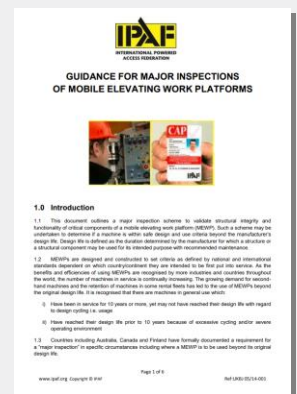 IPAF
INTERNATIONAL POWERED
ACCESS FEDERATION
GUIDANCE FOR MAJOR INSPECTIONS
OF MOBILE ELEVATING WORK PLATFORMS
CAP
1.0 Introduction
1.1 This document outlines a major inspection scheme to validate structural integrity and
functionality of critical components of a mobile elevating work platform (MEWP). Such a scheme may be
undertaken to determine if a machine is within safe design and use criteria beyond the manufacturer's
design life. Design life is defined as the duration determined by the manufacturer for which a structure or
a structural component may be used for its intended purpose with recommended maintenance.
1.2 MEWPs are designed and constructed to set criteria as defined by national and international
standards dependent on which country/continent they are intended to be first put into service. As the
benefits and efficiencies of using MEWPs are recognised by more industries and countries throughout
the world, the number of machines in service is continually increasing. The growing demand for second-
hand machines and the retention of machines in some rental fleets has led to the use of MEWPs beyond
the original design life. It is recognised that there are machines in general use which:
i) Have been in service for 10 years or more, yet may not have reached their design life with regard
to design cycling i.e. usage
ii) Have reached their design life prior to 10 years because of excessive cycling and/or severe
operating environment
1.3 Countries including Australia, Canada and Finland have formally documented a requirement for
a "major inspection" in specific circumstances including where a MEWP is to be used beyond its original
design life.
Page 1 of 6
www.ipaf.org Copyright © IPAF